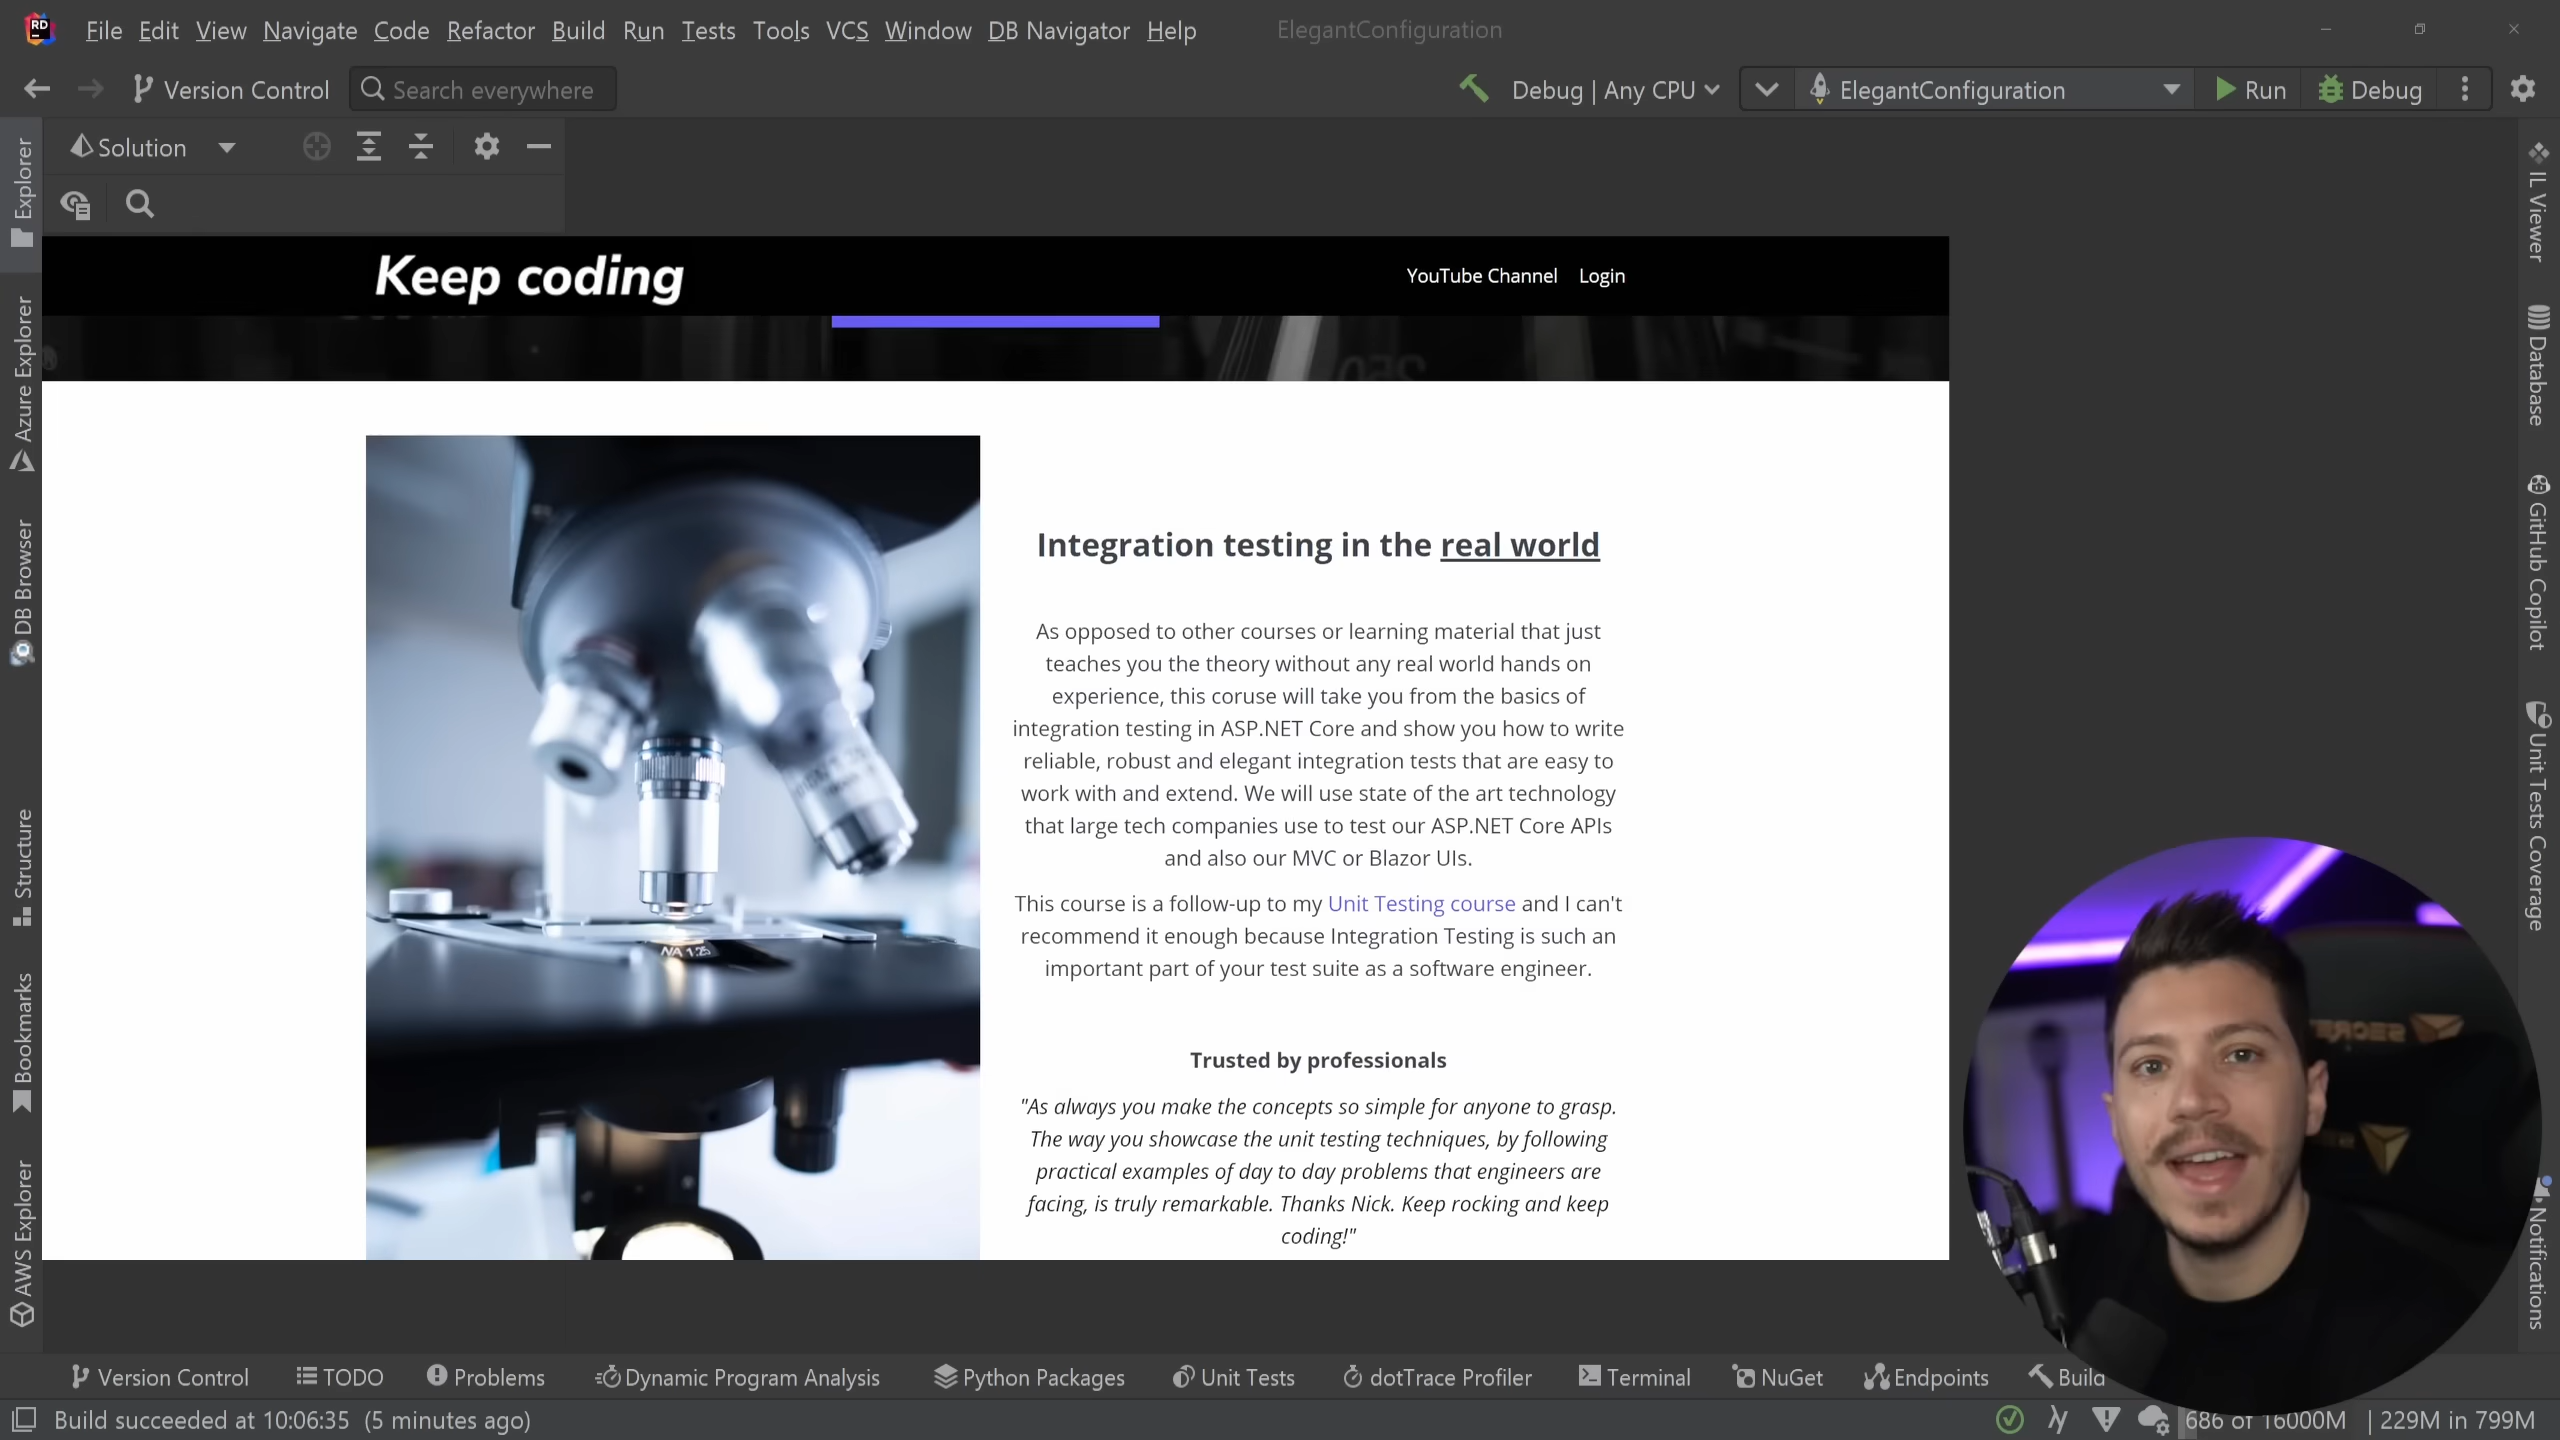 RD
File Edit View Navigate Code Refactor Build Run Tests Tools VCS Window DB Navigator Help
ElegantConfiguration
Version Control
Search everywhere
Debug | Any CPU
ElegantConfiguration
Run
Debug
Solution
Explorer
Azure Explorer
DB Browser
Structure
Bookmarks
AWS Explorer
Keep coding
YouTube Channel
Login
Integration testing in the real world
As opposed to other courses or learning material that just
teaches you the theory without any real world hands on
experience, this coruse will take you from the basics of
integration testing in ASP.NET Core and show you how to write
reliable, robust and elegant integration tests that are easy to
work with and extend. We will use state of the art technology
that large tech companies use to test our ASP.NET Core APIs
and also our MVC or Blazor UIs.
This course is a follow-up to my Unit Testing course and I can't
recommend it enough because Integration Testing is such an
important part of your test suite as a software engineer.
Trusted by professionals
"As always you make the concepts so simple for anyone to grasp.
The way you showcase the unit testing techniques, by following
practical examples of day to day problems that engineers are
facing, is truly remarkable. Thanks Nick. Keep rocking and keep
coding!"
NA 1.25
IL Viewer
Database
GitHub Copilot
Unit Tests Coverage
Notifications
Version Control
TODO
Problems
Dynamic Program Analysis
Python Packages
Unit Tests
dotTrace Profiler
Terminal
NuGet
Endpoints
Build
Build succeeded at 10:06:35 (5 minutes ago)
686 of 16000M
229M in 799M